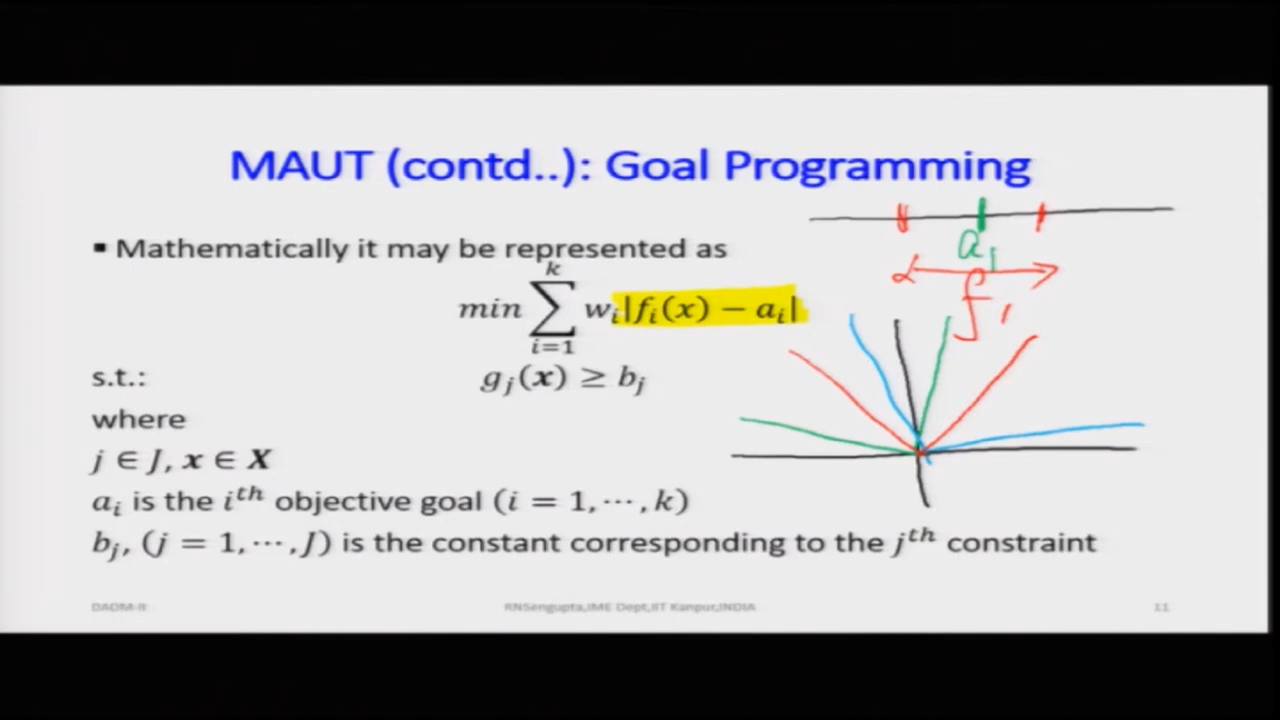 MAUT (contd..): Goal Programming
▪ Mathematically it may be represented as
min ∑_{i=1}^{k} w_i|f_i(x) − a_i|
s.t.: g_j(𝒙) ≥ b_j
where
j ∈ J, 𝒙 ∈ 𝑿
a_i is the i^{th} objective goal (i = 1, ⋯, k)
b_j, (j = 1, ⋯, J) is the constant corresponding to the j^{th} constraint
a_1
f_1
DADM-II RNSengupta,IME Dept,IIT Kanpur,INDIA 11